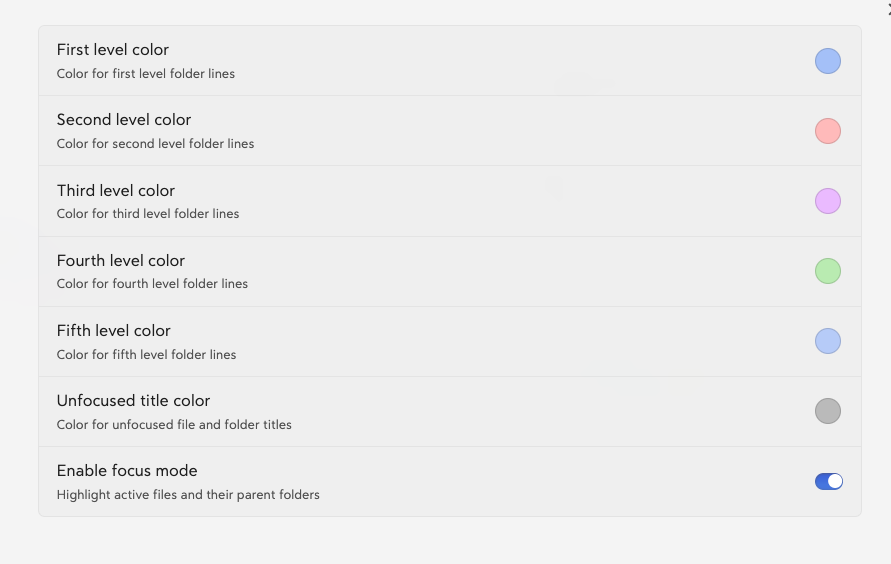 First level color
Color for first level folder lines
Second level color
Color for second level folder lines
Third level color
Color for third level folder lines
Fourth level color
Color for fourth level folder lines
Fifth level color
Color for fifth level folder lines
Unfocused title color
Color for unfocused file and folder titles
Enable focus mode
Highlight active files and their parent folders